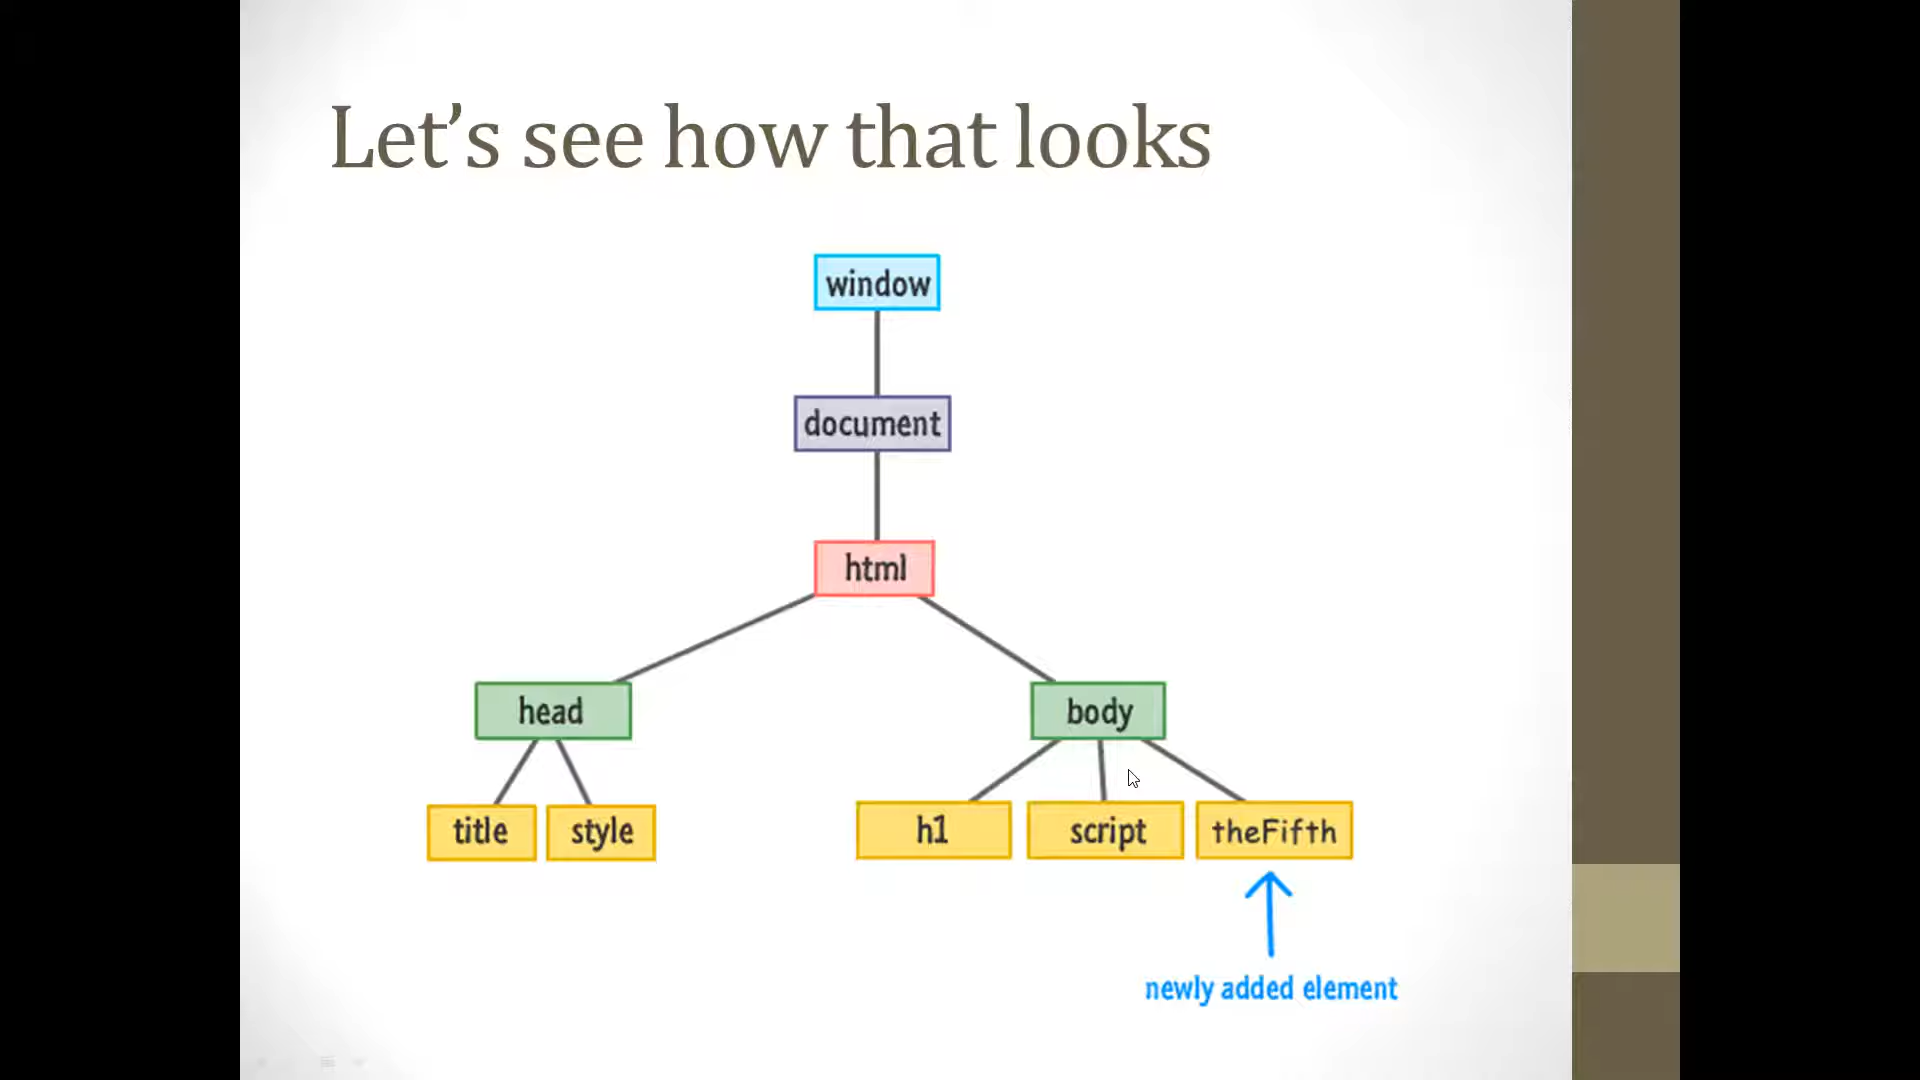 Let’s see how that looks
window
document
html
head
body
title
style
h1
script
theFifth
newly added element